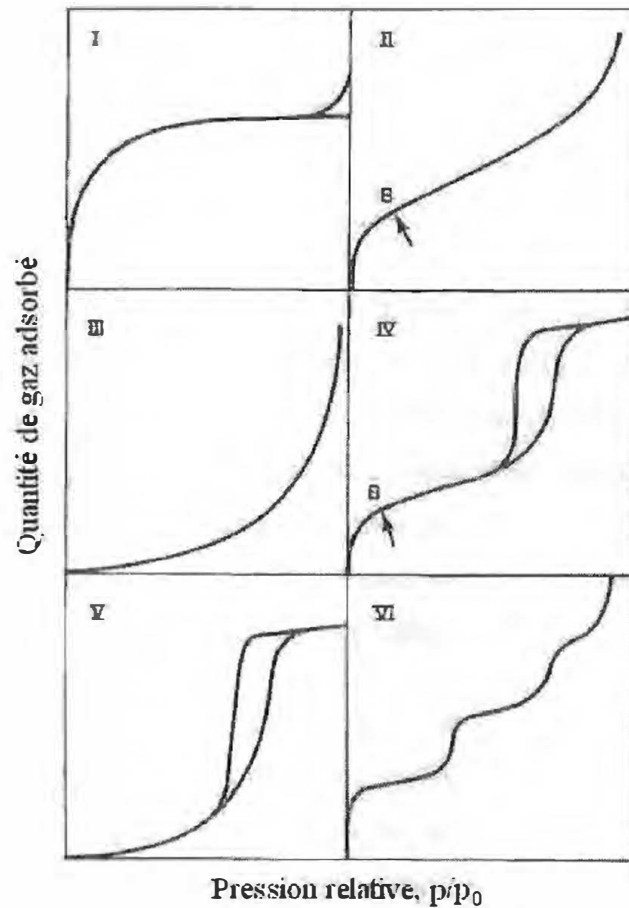 Quantité de gaz adsorbé
I
II
B
III
IV
B
V
VI
Pression relative, p/p0